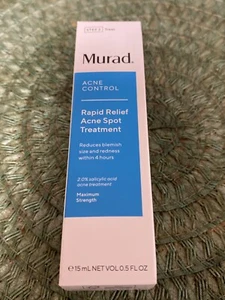 Murad.
ACNE
CONTROL
Rapid Relief
Acne Spot
Treatment
Reduces blemish
size and redness
within 4 hours
2.0% salicylic acid
acne treatment
Maximum
Strength
℮ 15 mL NET VOL 0.5 FL.OZ